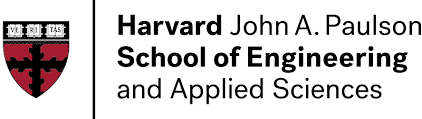 VE RI TAS
Harvard John A. Paulson
School of Engineering
and Applied Sciences